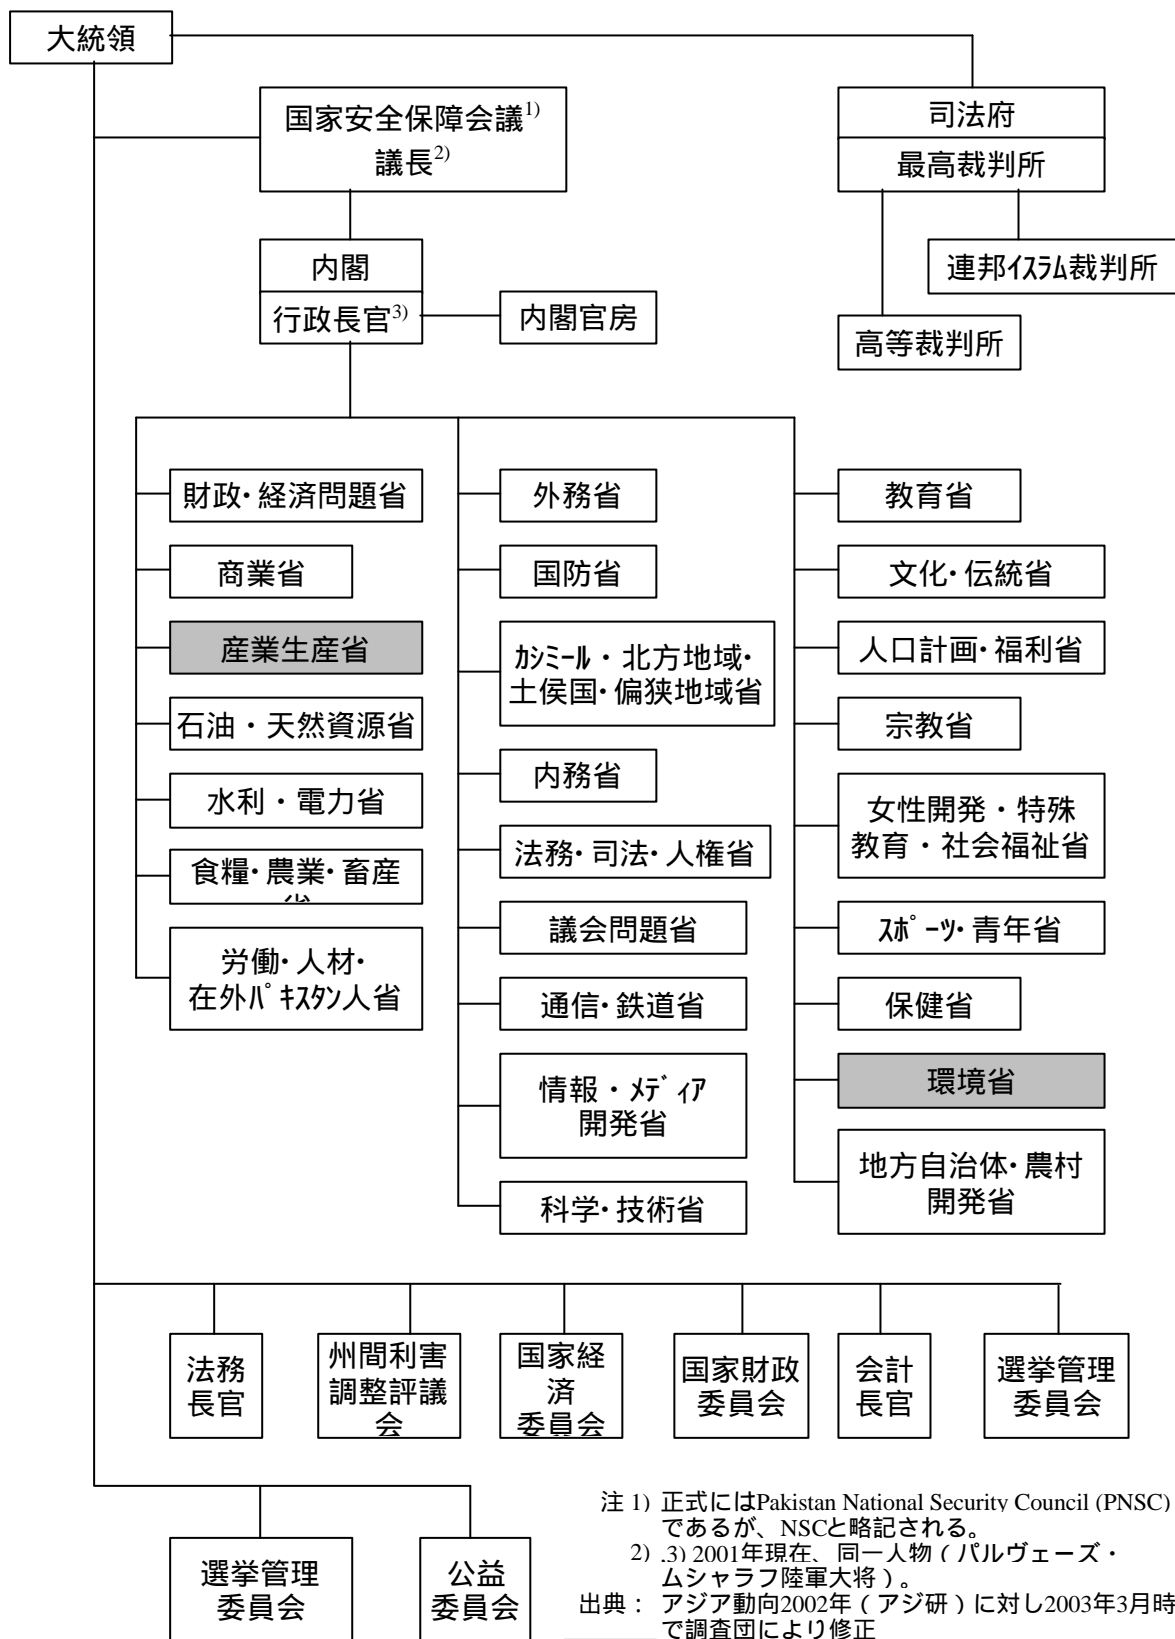 大統領
国家安全保障会議1)
議長2)
司法府
最高裁判所
連邦ｲｽﾗﾑ裁判所
高等裁判所
内閣
行政長官3)
内閣官房
財政･経済問題省
商業省
産業生産省
石油・天然資源省
水利・電力省
食糧･農業･畜産
労働･人材･
在外ﾊﾟｷｽﾀﾝ人省
外務省
国防省
ｶｼﾐｰﾙ・北方地域･
土侯国･偏狭地域省
内務省
法務･司法･人権省
議会問題省
通信･鉄道省
情報・ﾒﾃﾞｨｱ
開発省
科学･技術省
教育省
文化･伝統省
人口計画･福利省
宗教省
女性開発・特殊
教育・社会福祉省
ｽﾎﾟｰﾂ･青年省
保健省
環境省
地方自治体･農村
開発省
法務
長官
州間利害
調整評議
会
国家経
済
委員会
国家財政
委員会
会計
長官
選挙管理
委員会
選挙管理
委員会
公益
委員会
注 1) 正式にはPakistan National Security Council (PNSC)
であるが、NSCと略記される。
2) .3) 2001年現在、同一人物（パルヴェーズ・
ムシャラフ陸軍大将）。
出典： アジア動向2002年（アジ研）に対し2003年3月時
で調査団により修正